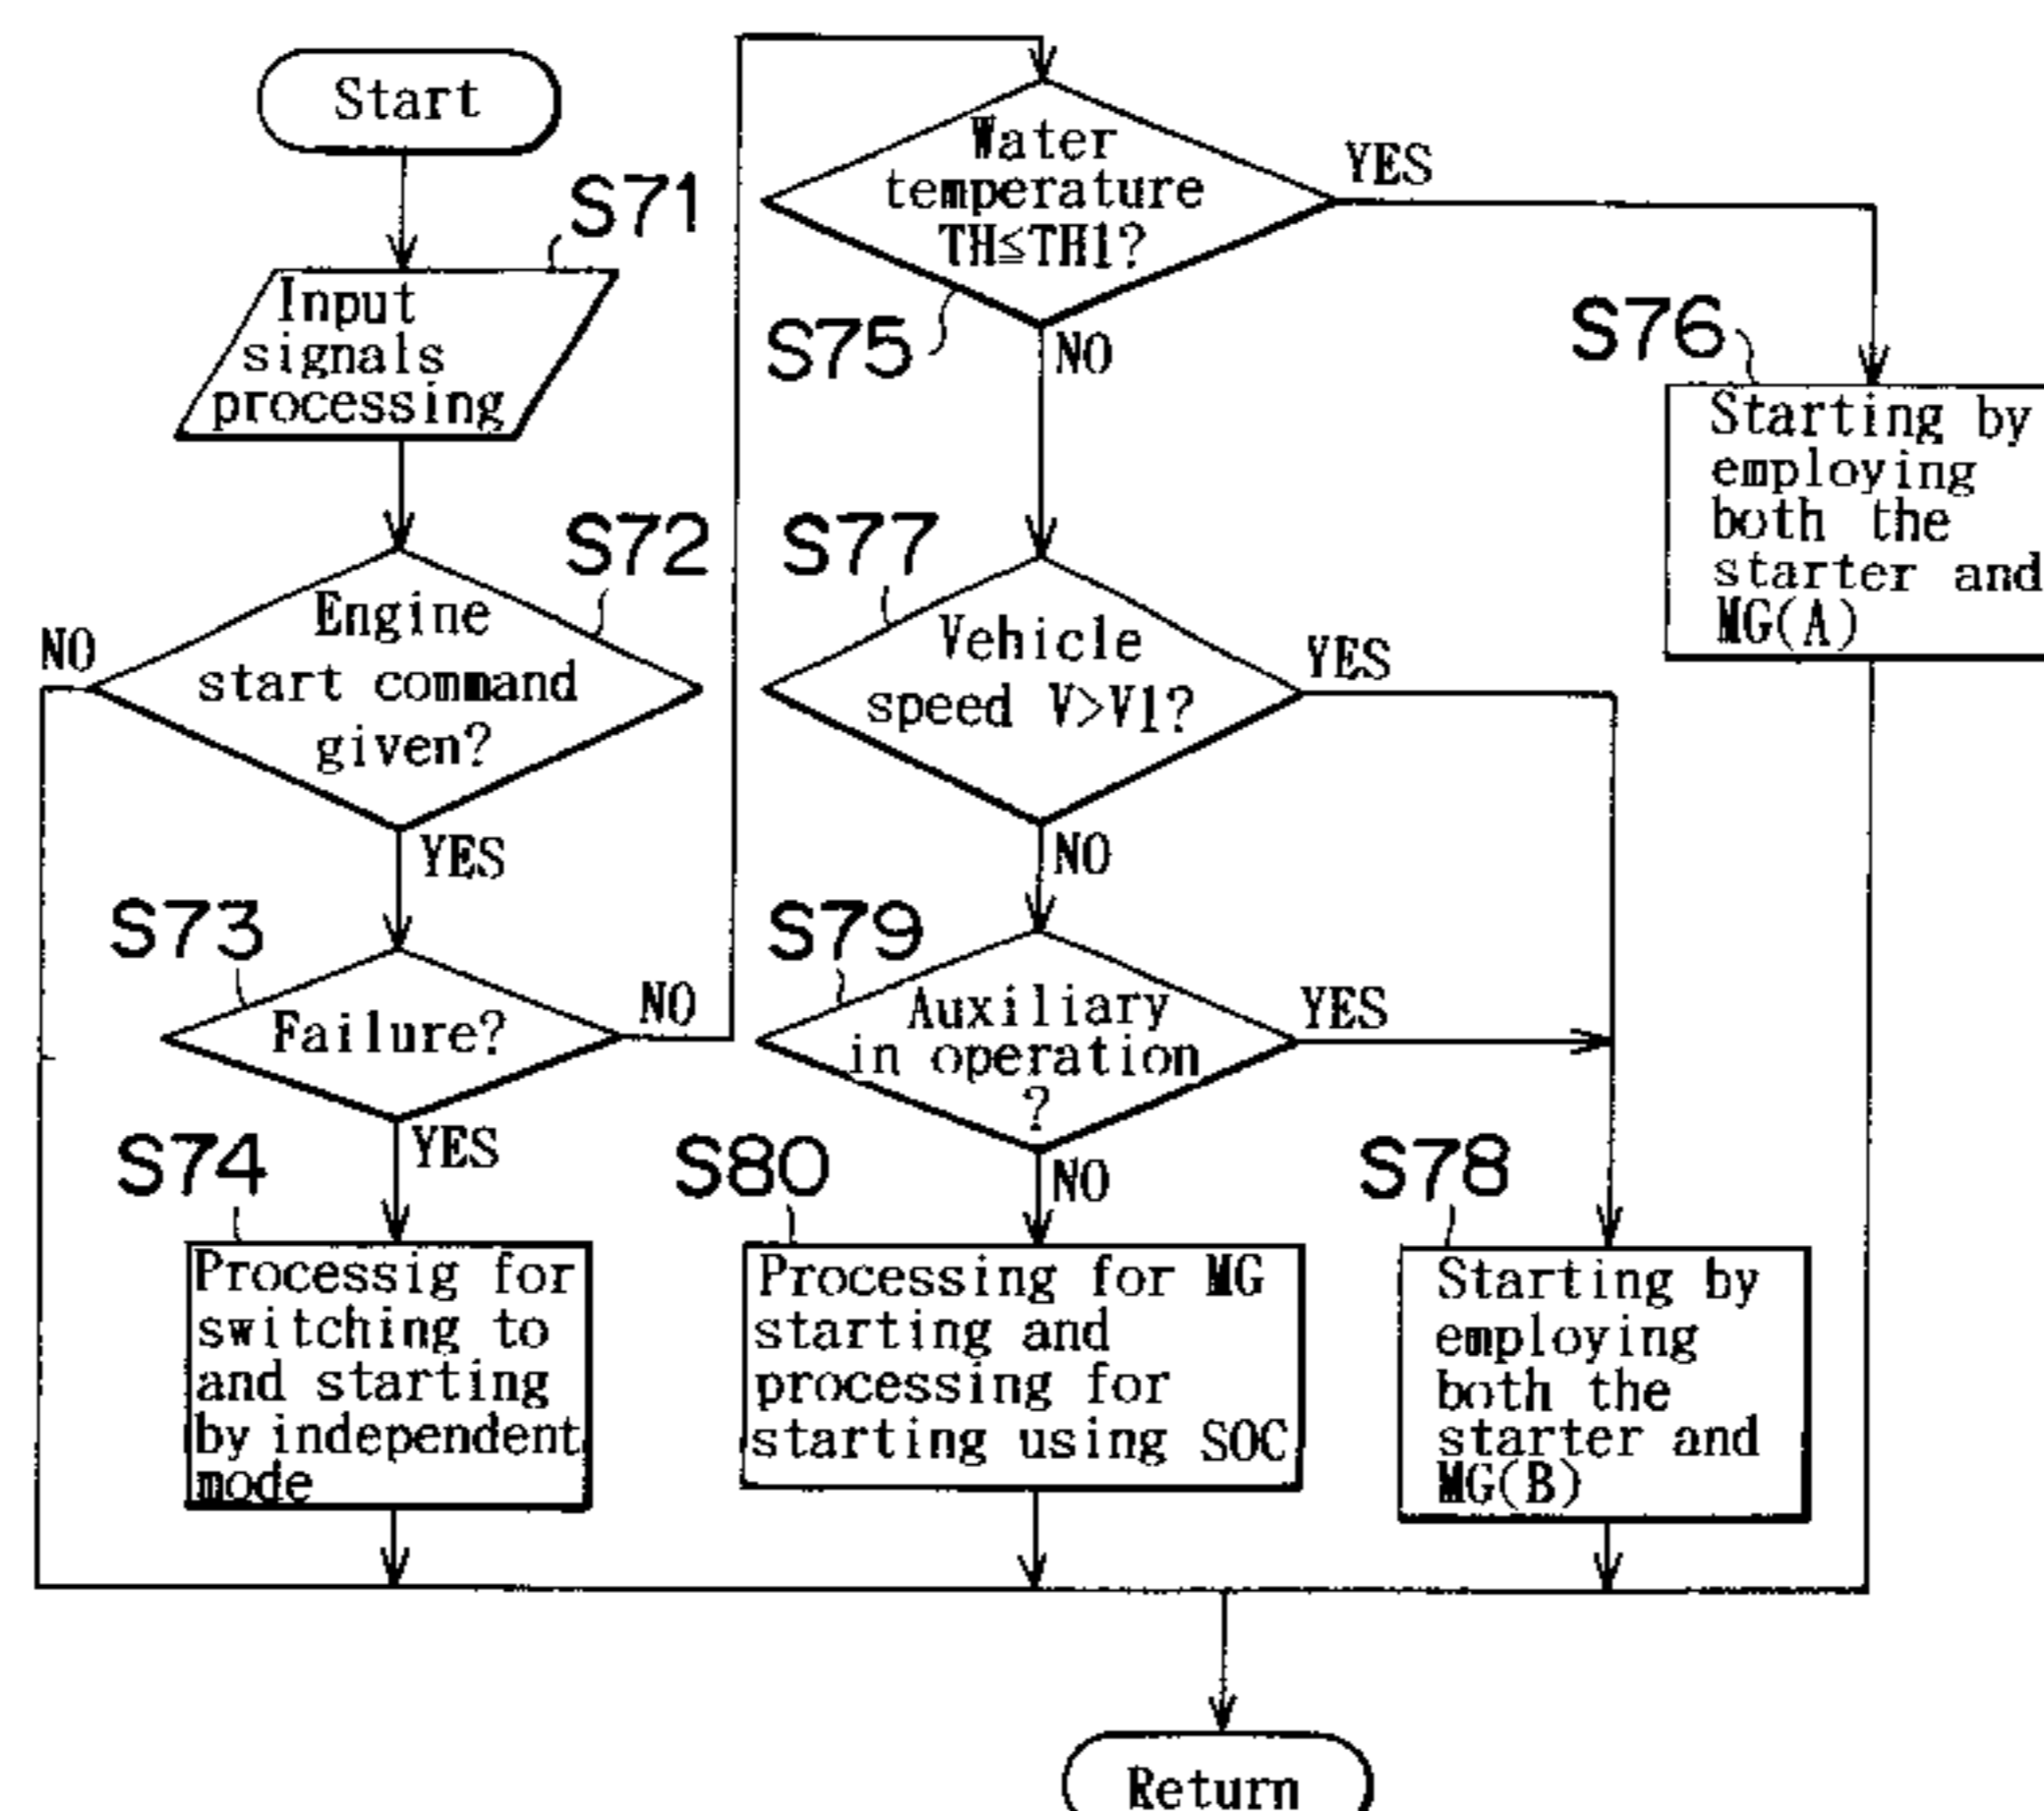 Start
S71
Input
signals
processing
S72
Engine
start command
given?
NO
YES
S73
Failure?
NO
YES
S74
Processig for
switching to
and starting
by independent
mode
Water
temperature
TH≦TH1?
YES
S75
NO
S76
Starting by
employing
both the
starter and
MG(A)
S77
Vehicle
speed V>V1?
YES
NO
S79
Auxiliary
in operation
?
YES
NO
S80
Processing for MG
starting and
processing for
starting using SOC
S78
Starting by
employing
both the
starter and
MG(B)
Return